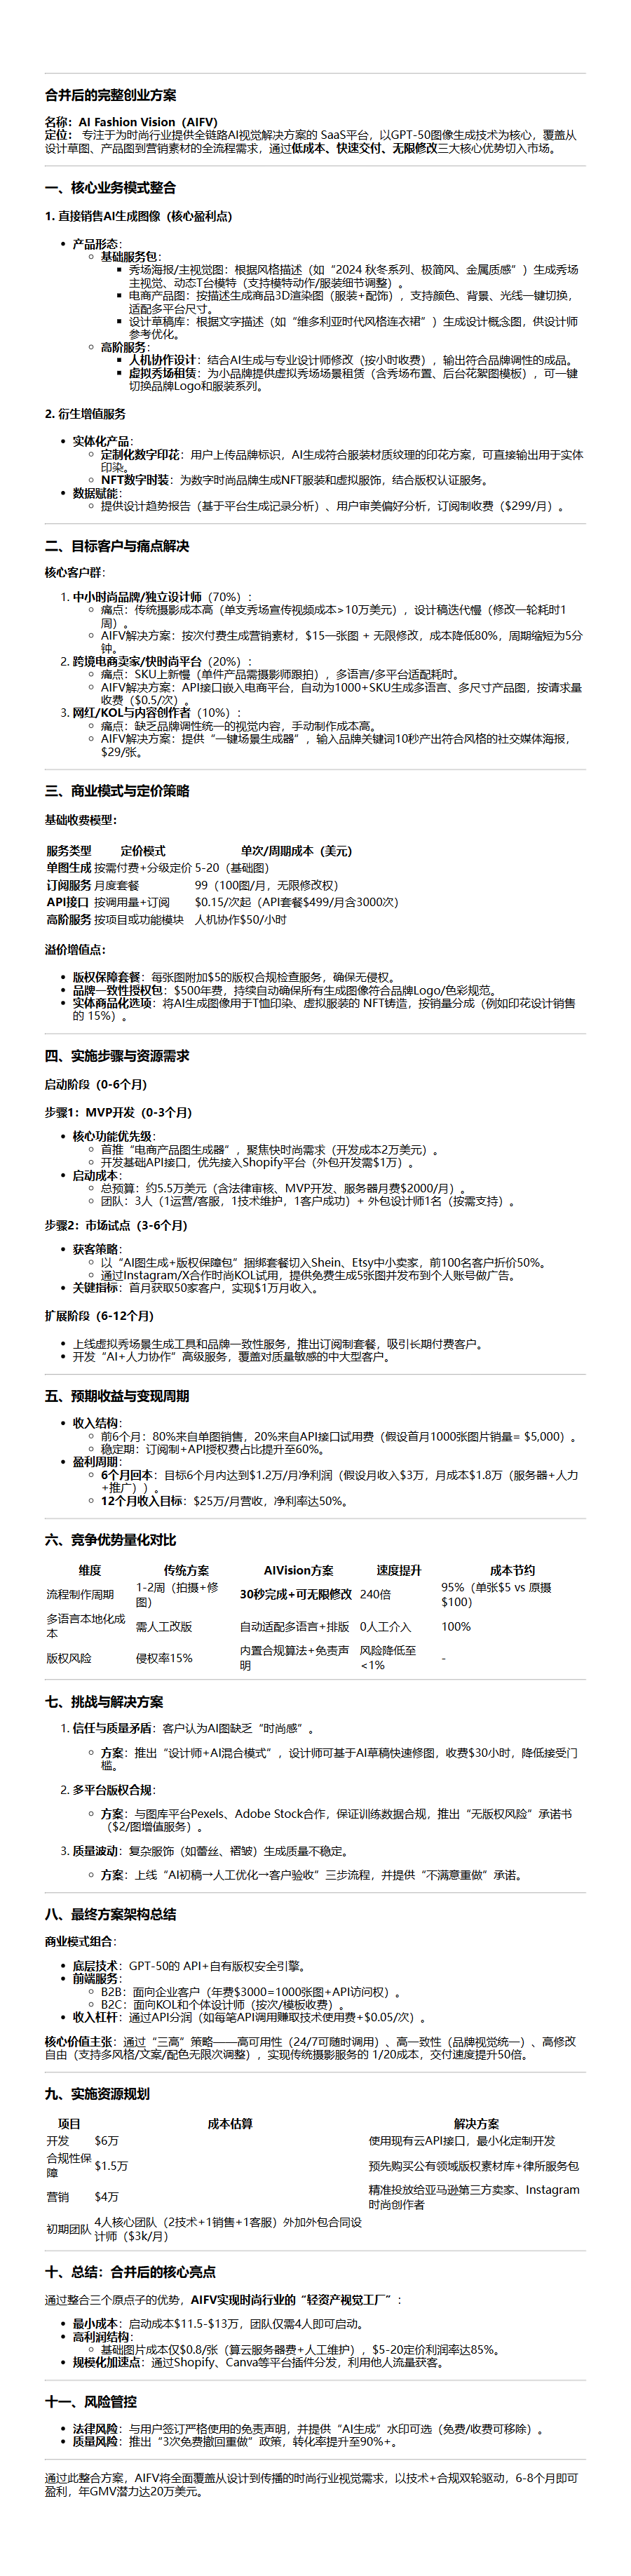 合并后的完整创业方案
名称：AI Fashion Vision（AIFV）
定位： 专注于为时尚行业提供全链路AI视觉解决方案的 SaaS平台，以GPT-50图像生成技术为核心，覆盖从
设计草图、产品图到营销素材的全流程需求，通过低成本、快速交付、无限修改三大核心优势切入市场。
一、核心业务模式整合
1. 直接销售AI生成图像（核心盈利点）
• 产品形态：
○ 基础服务包：
■ 秀场海报/主视觉图：根据风格描述（如“2024 秋冬系列、极简风、金属质感”）生成秀场
主视觉、动态T台模特（支持模特动作/服装细节调整）。
■ 电商产品图：按描述生成商品3D渲染图（服装+配饰），支持颜色、背景、光线一键切换，
适配多平台尺寸。
■ 设计草稿库：根据文字描述（如“维多利亚时代风格连衣裙”）生成设计概念图，供设计师
参考优化。
○ 高阶服务：
■ 人机协作设计：结合AI生成与专业设计师修改（按小时收费），输出符合品牌调性的成品。
■ 虚拟秀场租赁：为小品牌提供虚拟秀场场景租赁（含秀场布置、后台花絮图模板），可一键
切换品牌Logo和服装系列。
2. 衍生增值服务
• 实体化产品：
○ 定制化数字印花：用户上传品牌标识，AI生成符合服装材质纹理的印花方案，可直接输出用于实体
印染。
○ NFT数字时装：为数字时尚品牌生成NFT服装和虚拟服饰，结合版权认证服务。
• 数据赋能：
○ 提供设计趋势报告（基于平台生成记录分析）、用户审美偏好分析，订阅制收费（$299/月）。
二、目标客户与痛点解决
核心客户群：
1. 中小时尚品牌/独立设计师（70%）：
○ 痛点：传统摄影成本高（单支秀场宣传视频成本>10万美元），设计稿迭代慢（修改一轮耗时1
周）。
○ AIFV解决方案：按次付费生成营销素材，$15一张图 + 无限修改，成本降低80%，周期缩短为5分
钟。
2. 跨境电商卖家/快时尚平台（20%）：
○ 痛点：SKU上新慢（单件产品需摄影师跟拍），多语言/多平台适配耗时。
○ AIFV解决方案：API接口嵌入电商平台，自动为1000+SKU生成多语言、多尺寸产品图，按请求量
收费（$0.5/次）。
3. 网红/KOL与内容创作者（10%）：
○ 痛点：缺乏品牌调性统一的视觉内容，手动制作成本高。
○ AIFV解决方案：提供“一键场景生成器”，输入品牌关键词10秒产出符合风格的社交媒体海报，
$29/张。
三、商业模式与定价策略
基础收费模型：
服务类型 定价模式 单次/周期成本（美元）
单图生成 按需付费+分级定价 5-20（基础图）
订阅服务 月度套餐 99（100图/月，无限修改权）
API接口 按调用量+订阅 $0.15/次起（API套餐$499/月含3000次）
高阶服务 按项目或功能模块 人机协作$50/小时
溢价增值点：
• 版权保障套餐：每张图附加$5的版权合规检查服务，确保无侵权。
• 品牌一致性授权包：$500年费，持续自动确保所有生成图像符合品牌Logo/色彩规范。
• 实体商品化选项：将AI生成图像用于T恤印染、虚拟服装的 NFT铸造，按销量分成（例如印花设计销售
的 15%）。
四、实施步骤与资源需求
启动阶段（0-6个月）
步骤1：MVP开发（0-3个月）
• 核心功能优先级：
○ 首推“电商产品图生成器”，聚焦快时尚需求（开发成本2万美元）。
○ 开发基础API接口，优先接入Shopify平台（外包开发需$1万）。
• 启动成本：
○ 总预算：约5.5万美元（含法律审核、MVP开发、服务器月费$2000/月）。
○ 团队：3人（1运营/客服，1技术维护，1客户成功）+ 外包设计师1名（按需支持）。
步骤2：市场试点（3-6个月）
• 获客策略：
○ 以“AI图生成+版权保障包”捆绑套餐切入Shein、Etsy中小卖家，前100名客户折价50%。
○ 通过Instagram/X合作时尚KOL试用，提供免费生成5张图并发布到个人账号做广告。
• 关键指标：首月获取50家客户，实现$1万月收入。
扩展阶段（6-12个月）
• 上线虚拟秀场景生成工具和品牌一致性服务，推出订阅制套餐，吸引长期付费客户。
• 开发“AI+人力协作”高级服务，覆盖对质量敏感的中大型客户。
五、预期收益与变现周期
• 收入结构：
○ 前6个月：80%来自单图销售，20%来自API接口试用费（假设首月1000张图片销量= $5,000）。
○ 稳定期：订阅制+API授权费占比提升至60%。
• 盈利周期：
○ 6个月回本：目标6个月内达到$1.2万/月净利润（假设月收入$3万，月成本$1.8万（服务器+人力
+推广））。
○ 12个月收入目标：$25万/月营收，净利率达50%。
六、竞争优势量化对比
维度 传统方案 AIVision方案 速度提升 成本节约
流程制作周期 1-2周（拍摄+修
图） 30秒完成+可无限修改 240倍 95%（单张$5 vs 原摄
$100）
多语言本地化成
本 需人工改版 自动适配多语言+排版 0人工介入 100%
版权风险 侵权率15% 内置合规算法+免责声
明 风险降低至
<1% -
七、挑战与解决方案
1. 信任与质量矛盾：客户认为AI图缺乏“时尚感”。
○ 方案：推出“设计师+AI混合模式”，设计师可基于AI草稿快速修图，收费$30小时，降低接受门
槛。
2. 多平台版权合规：
○ 方案：与图库平台Pexels、Adobe Stock合作，保证训练数据合规，推出“无版权风险”承诺书
（$2/图增值服务）。
3. 质量波动：复杂服饰（如蕾丝、褶皱）生成质量不稳定。
○ 方案：上线“AI初稿→人工优化→客户验收”三步流程，并提供“不满意重做”承诺。
八、最终方案架构总结
商业模式组合：
• 底层技术：GPT-50的 API+自有版权安全引擎。
• 前端服务：
○ B2B：面向企业客户（年费$3000=1000张图+API访问权）。
○ B2C：面向KOL和个体设计师（按次/模板收费）。
• 收入杠杆：通过API分润（如每笔API调用赚取技术使用费+$0.05/次）。
核心价值主张：通过“三高”策略——高可用性（24/7可随时调用）、高一致性（品牌视觉统一）、高修改
自由（支持多风格/文案/配色无限次调整），实现传统摄影服务的 1/20成本，交付速度提升50倍。
九、实施资源规划
项目 成本估算 解决方案
开发 $6万 使用现有云API接口，最小化定制开发
合规性保
障 $1.5万 预先购买公有领域版权素材库+律所服务包
营销 $4万 精准投放给亚马逊第三方卖家、Instagram
时尚创作者
初期团队 4人核心团队（2技术+1销售+1客服）外加外包合同设
计师（$3k/月）
十、总结：合并后的核心亮点
通过整合三个原点子的优势，AIFV实现时尚行业的“轻资产视觉工厂”：
• 最小成本：启动成本$11.5-$13万，团队仅需4人即可启动。
• 高利润结构：
○ 基础图片成本仅$0.8/张（算云服务器费+人工维护），$5-20定价利润率达85%。
• 规模化加速点：通过Shopify、Canva等平台插件分发，利用他人流量获客。
十一、风险管控
• 法律风险：与用户签订严格使用的免责声明，并提供“AI生成”水印可选（免费/收费可移除）。
• 质量风险：推出“3次免费撤回重做”政策，转化率提升至90%+。
通过此整合方案，AIFV将全面覆盖从设计到传播的时尚行业视觉需求，以技术+合规双轮驱动，6-8个月即可
盈利，年GMV潜力达20万美元。